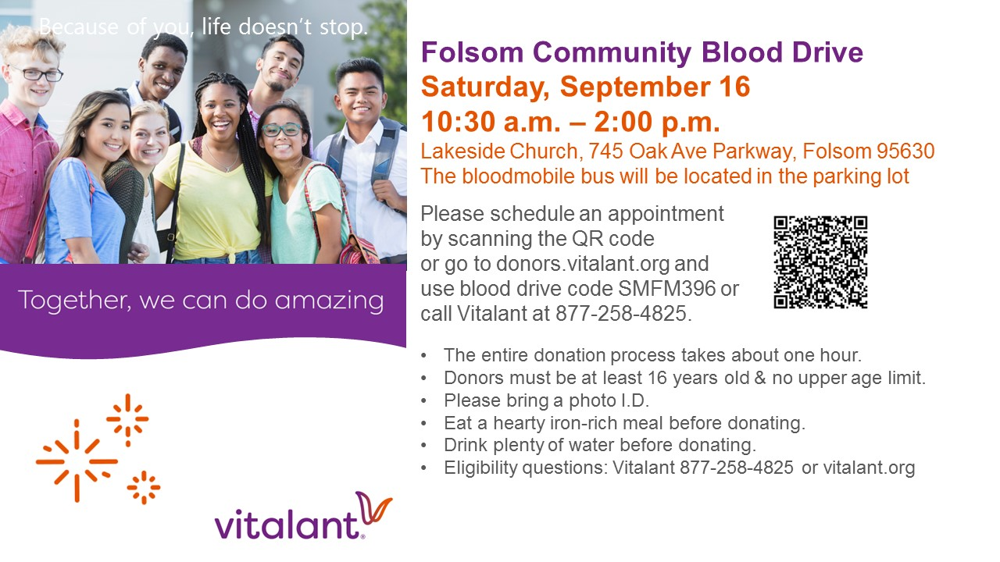 Because of you, life doesn't stop.
Together, we can do amazing
vitalant®
Folsom Community Blood Drive
Saturday, September 16
10:30 a.m. – 2:00 p.m.
Lakeside Church, 745 Oak Ave Parkway, Folsom 95630
The bloodmobile bus will be located in the parking lot
Please schedule an appointment
by scanning the QR code
or go to donors.vitalant.org and
use blood drive code SMFM396 or
call Vitalant at 877-258-4825.
• The entire donation process takes about one hour.
• Donors must be at least 16 years old & no upper age limit.
• Please bring a photo I.D.
• Eat a hearty iron-rich meal before donating.
• Drink plenty of water before donating.
• Eligibility questions: Vitalant 877-258-4825 or vitalant.org